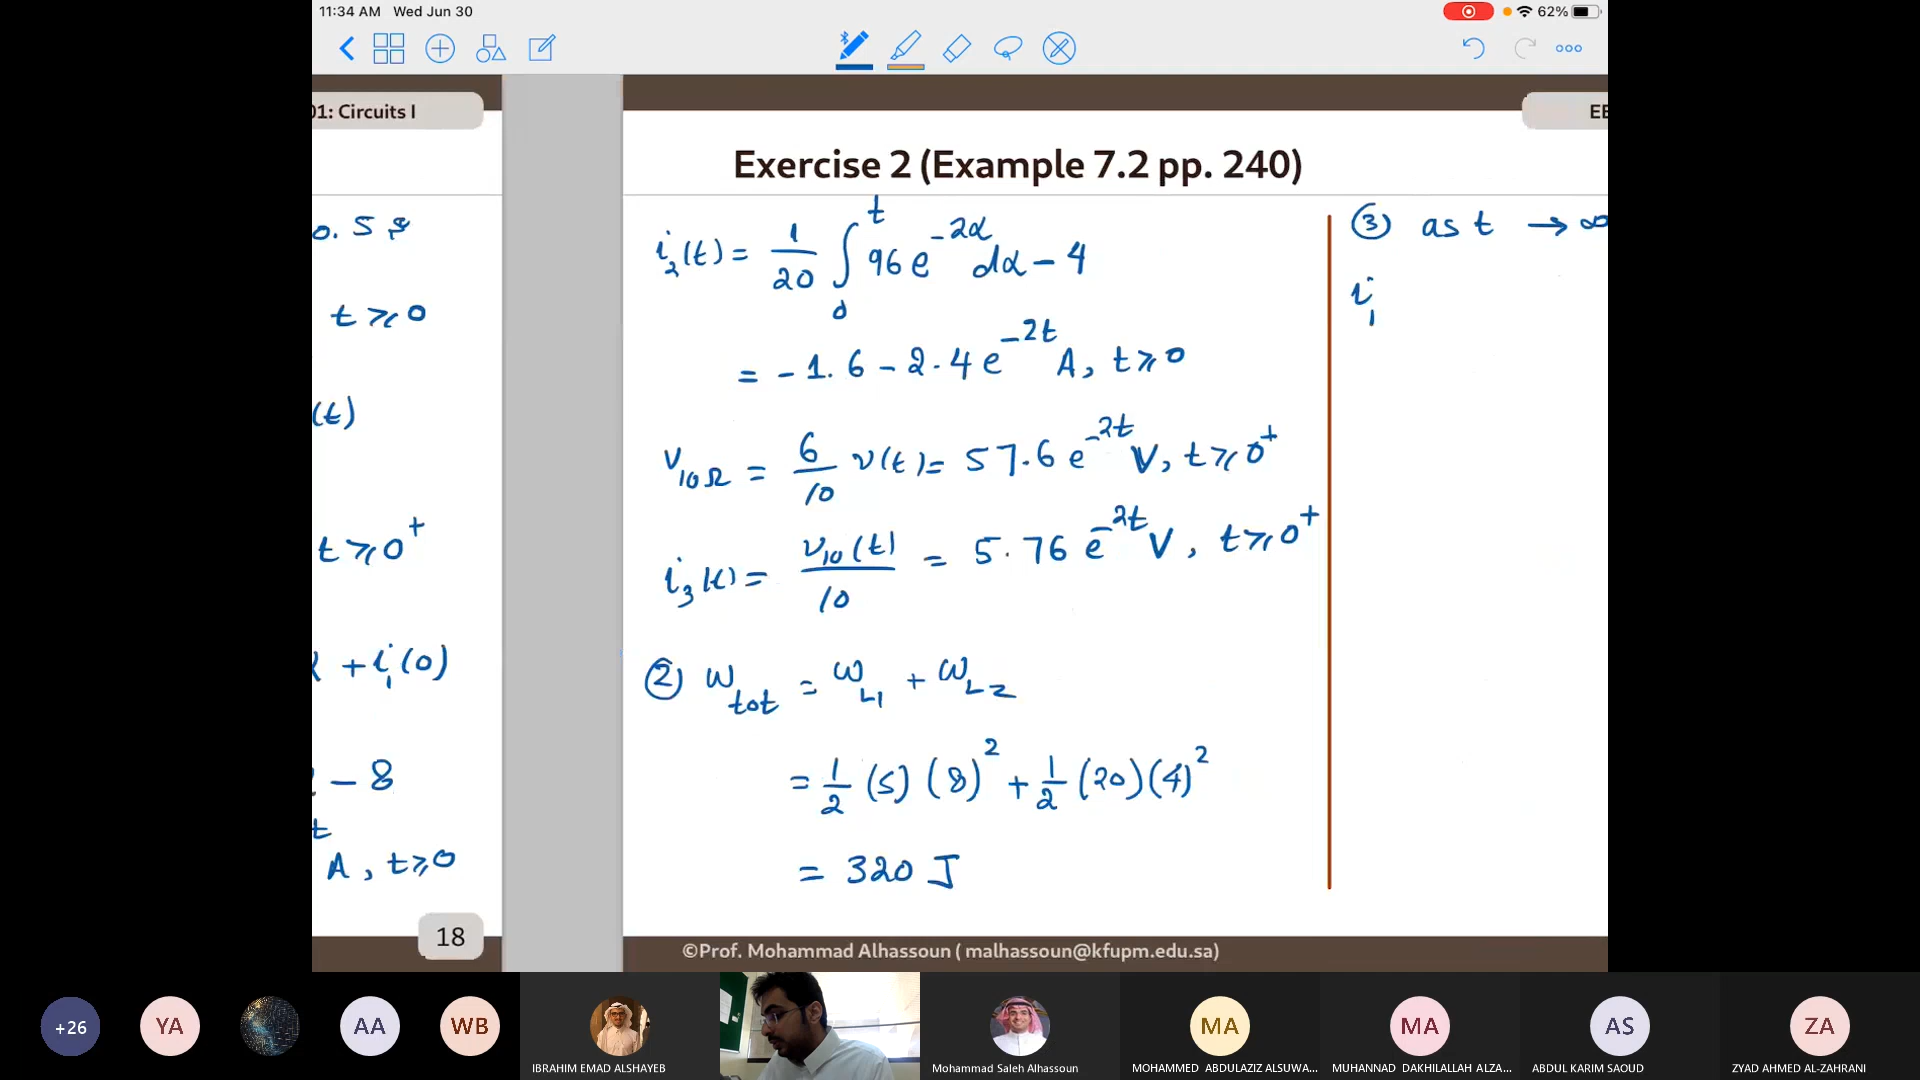 11:34 AM Wed Jun 30
62%
01: Circuits I
EE
Exercise 2 (Example 7.2 pp. 240)
0.5 s
t ≥ 0
(t)
t ≥ 0⁺
+ i₁(0)
- 8
t
A, t ≥ 0
18
i₂(t) = 1/20 ∫₀ᵗ 96 e^(-2α) dα - 4
= -1.6 - 2.4 e^(-2t) A, t ≥ 0
V₁₀Ω = 6/10 v(t) = 57.6 e^(-2t) V, t ≥ 0⁺
i₃(t) = v₁₀(t)/10 = 5.76 e^(-2t) V, t ≥ 0⁺
② w_tot = w_L1 + w_L2
= 1/2 (5) (8)² + 1/2 (20)(4)²
= 320 J
③ as t → ∞
i₁
©Prof. Mohammad Alhassoun ( malhassoun@kfupm.edu.sa)
+26
YA
AA
WB
IBRAHIM EMAD ALSHAYEB
Mohammad Saleh Alhassoun
MA
MOHAMMED ABDULAZIZ ALSUWA...
MA
MUHANNAD DAKHILALLAH ALZA...
AS
ABDUL KARIM SAOUD
ZA
ZYAD AHMED AL-ZAHRANI